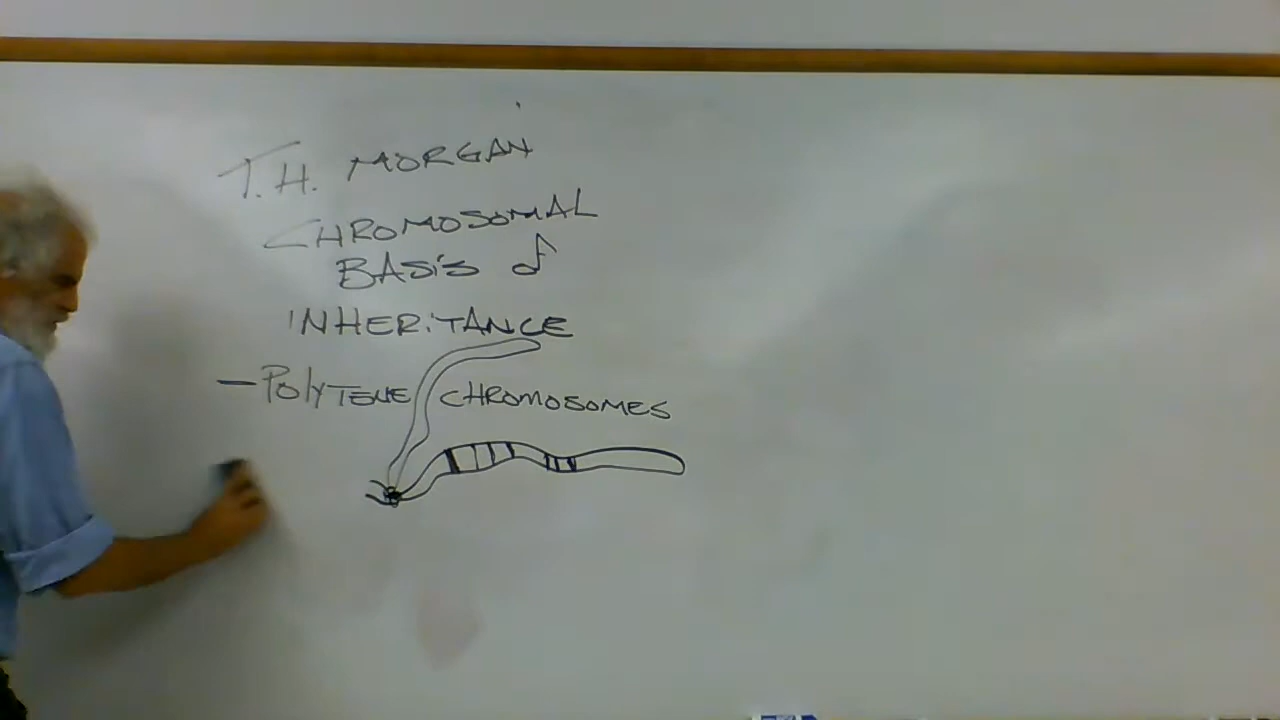 T.H. MORGAN
CHROMOSOMAL
BASIS of
INHERITANCE
— POLYTENE CHROMOSOMES